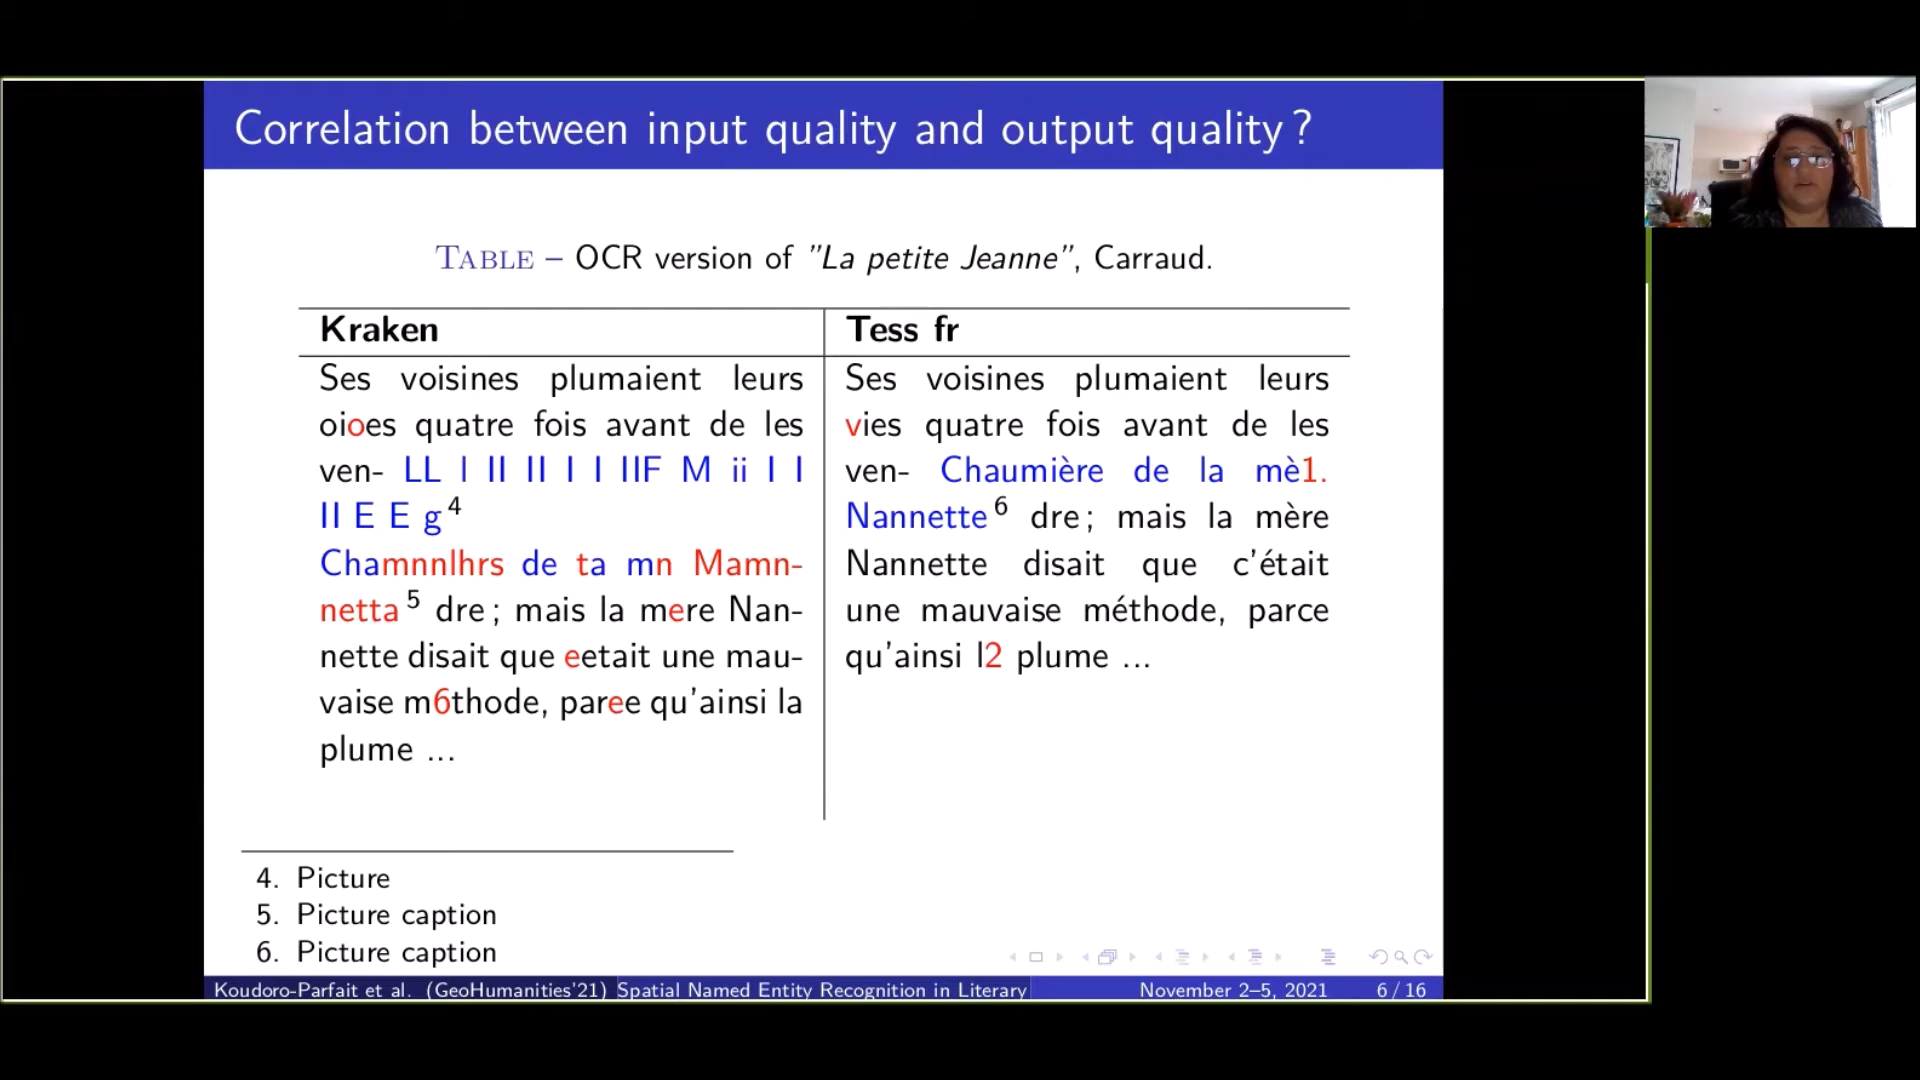 Correlation between input quality and output quality ?
TABLE – OCR version of "La petite Jeanne", Carraud.
Kraken
Ses voisines plumaient leurs
oioes quatre fois avant de les
ven- LL I II II I I IIF M ii I I
II E E g 4
Chamnnlhrs de ta mn Mamn-
netta 5 dre ; mais la mere Nan-
nette disait que eetait une mau-
vaise m6thode, paree qu'ainsi la
plume ...
Tess fr
Ses voisines plumaient leurs
vies quatre fois avant de les
ven- Chaumière de la mè1.
Nannette 6 dre ; mais la mère
Nannette disait que c'était
une mauvaise méthode, parce
qu'ainsi l2 plume ...
4. Picture
5. Picture caption
6. Picture caption
Koudoro-Parfait et al. (GeoHumanities'21) Spatial Named Entity Recognition in Literary November 2–5, 2021 6 / 16